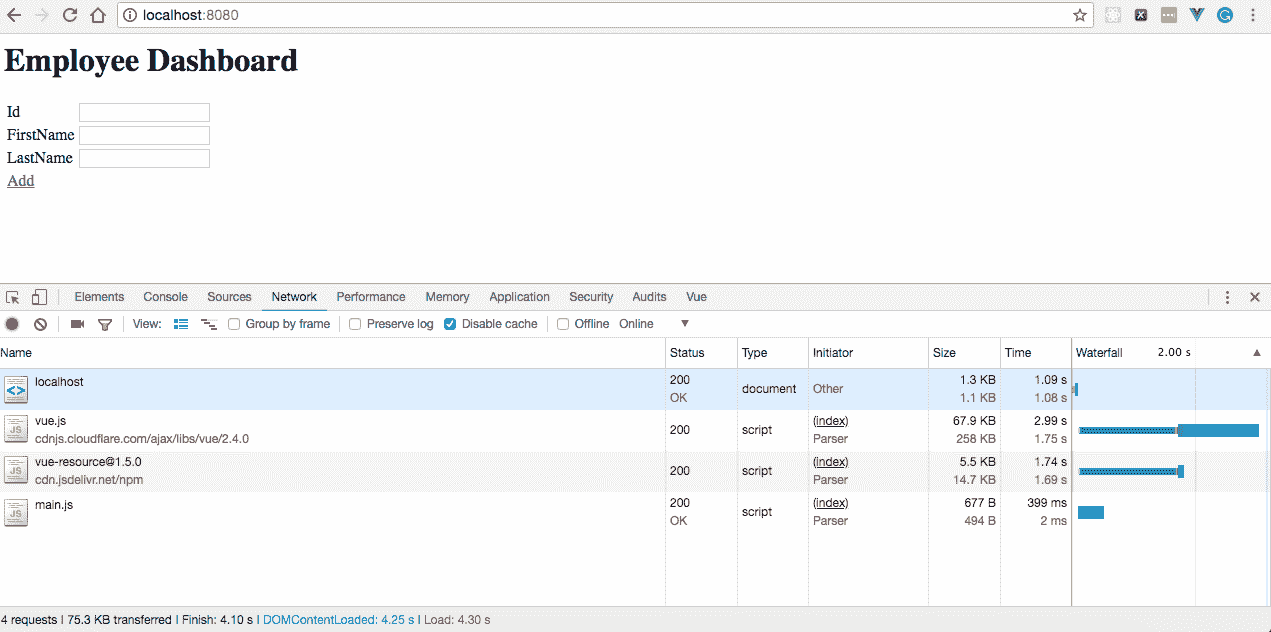 localhost:8080
Employee Dashboard
Id
FirstName
LastName
Add
Elements Console Sources Network Performance Memory Application Security Audits Vue
View: Group by frame Preserve log Disable cache Offline Online
Name Status Type Initiator Size Time Waterfall 2.00 s
localhost 200 OK document Other 1.3 KB 1.1 KB 1.09 s 1.08 s
vue.js cdnjs.cloudflare.com/ajax/libs/vue/2.4.0 200 script (index) Parser 67.9 KB 258 KB 2.99 s 1.75 s
vue-resource@1.5.0 cdn.jsdelivr.net/npm 200 script (index) Parser 5.5 KB 14.7 KB 1.74 s 1.69 s
main.js 200 OK script (index) Parser 677 B 494 B 399 ms 2 ms
4 requests | 75.3 KB transferred | Finish: 4.10 s | DOMContentLoaded: 4.25 s | Load: 4.30 s